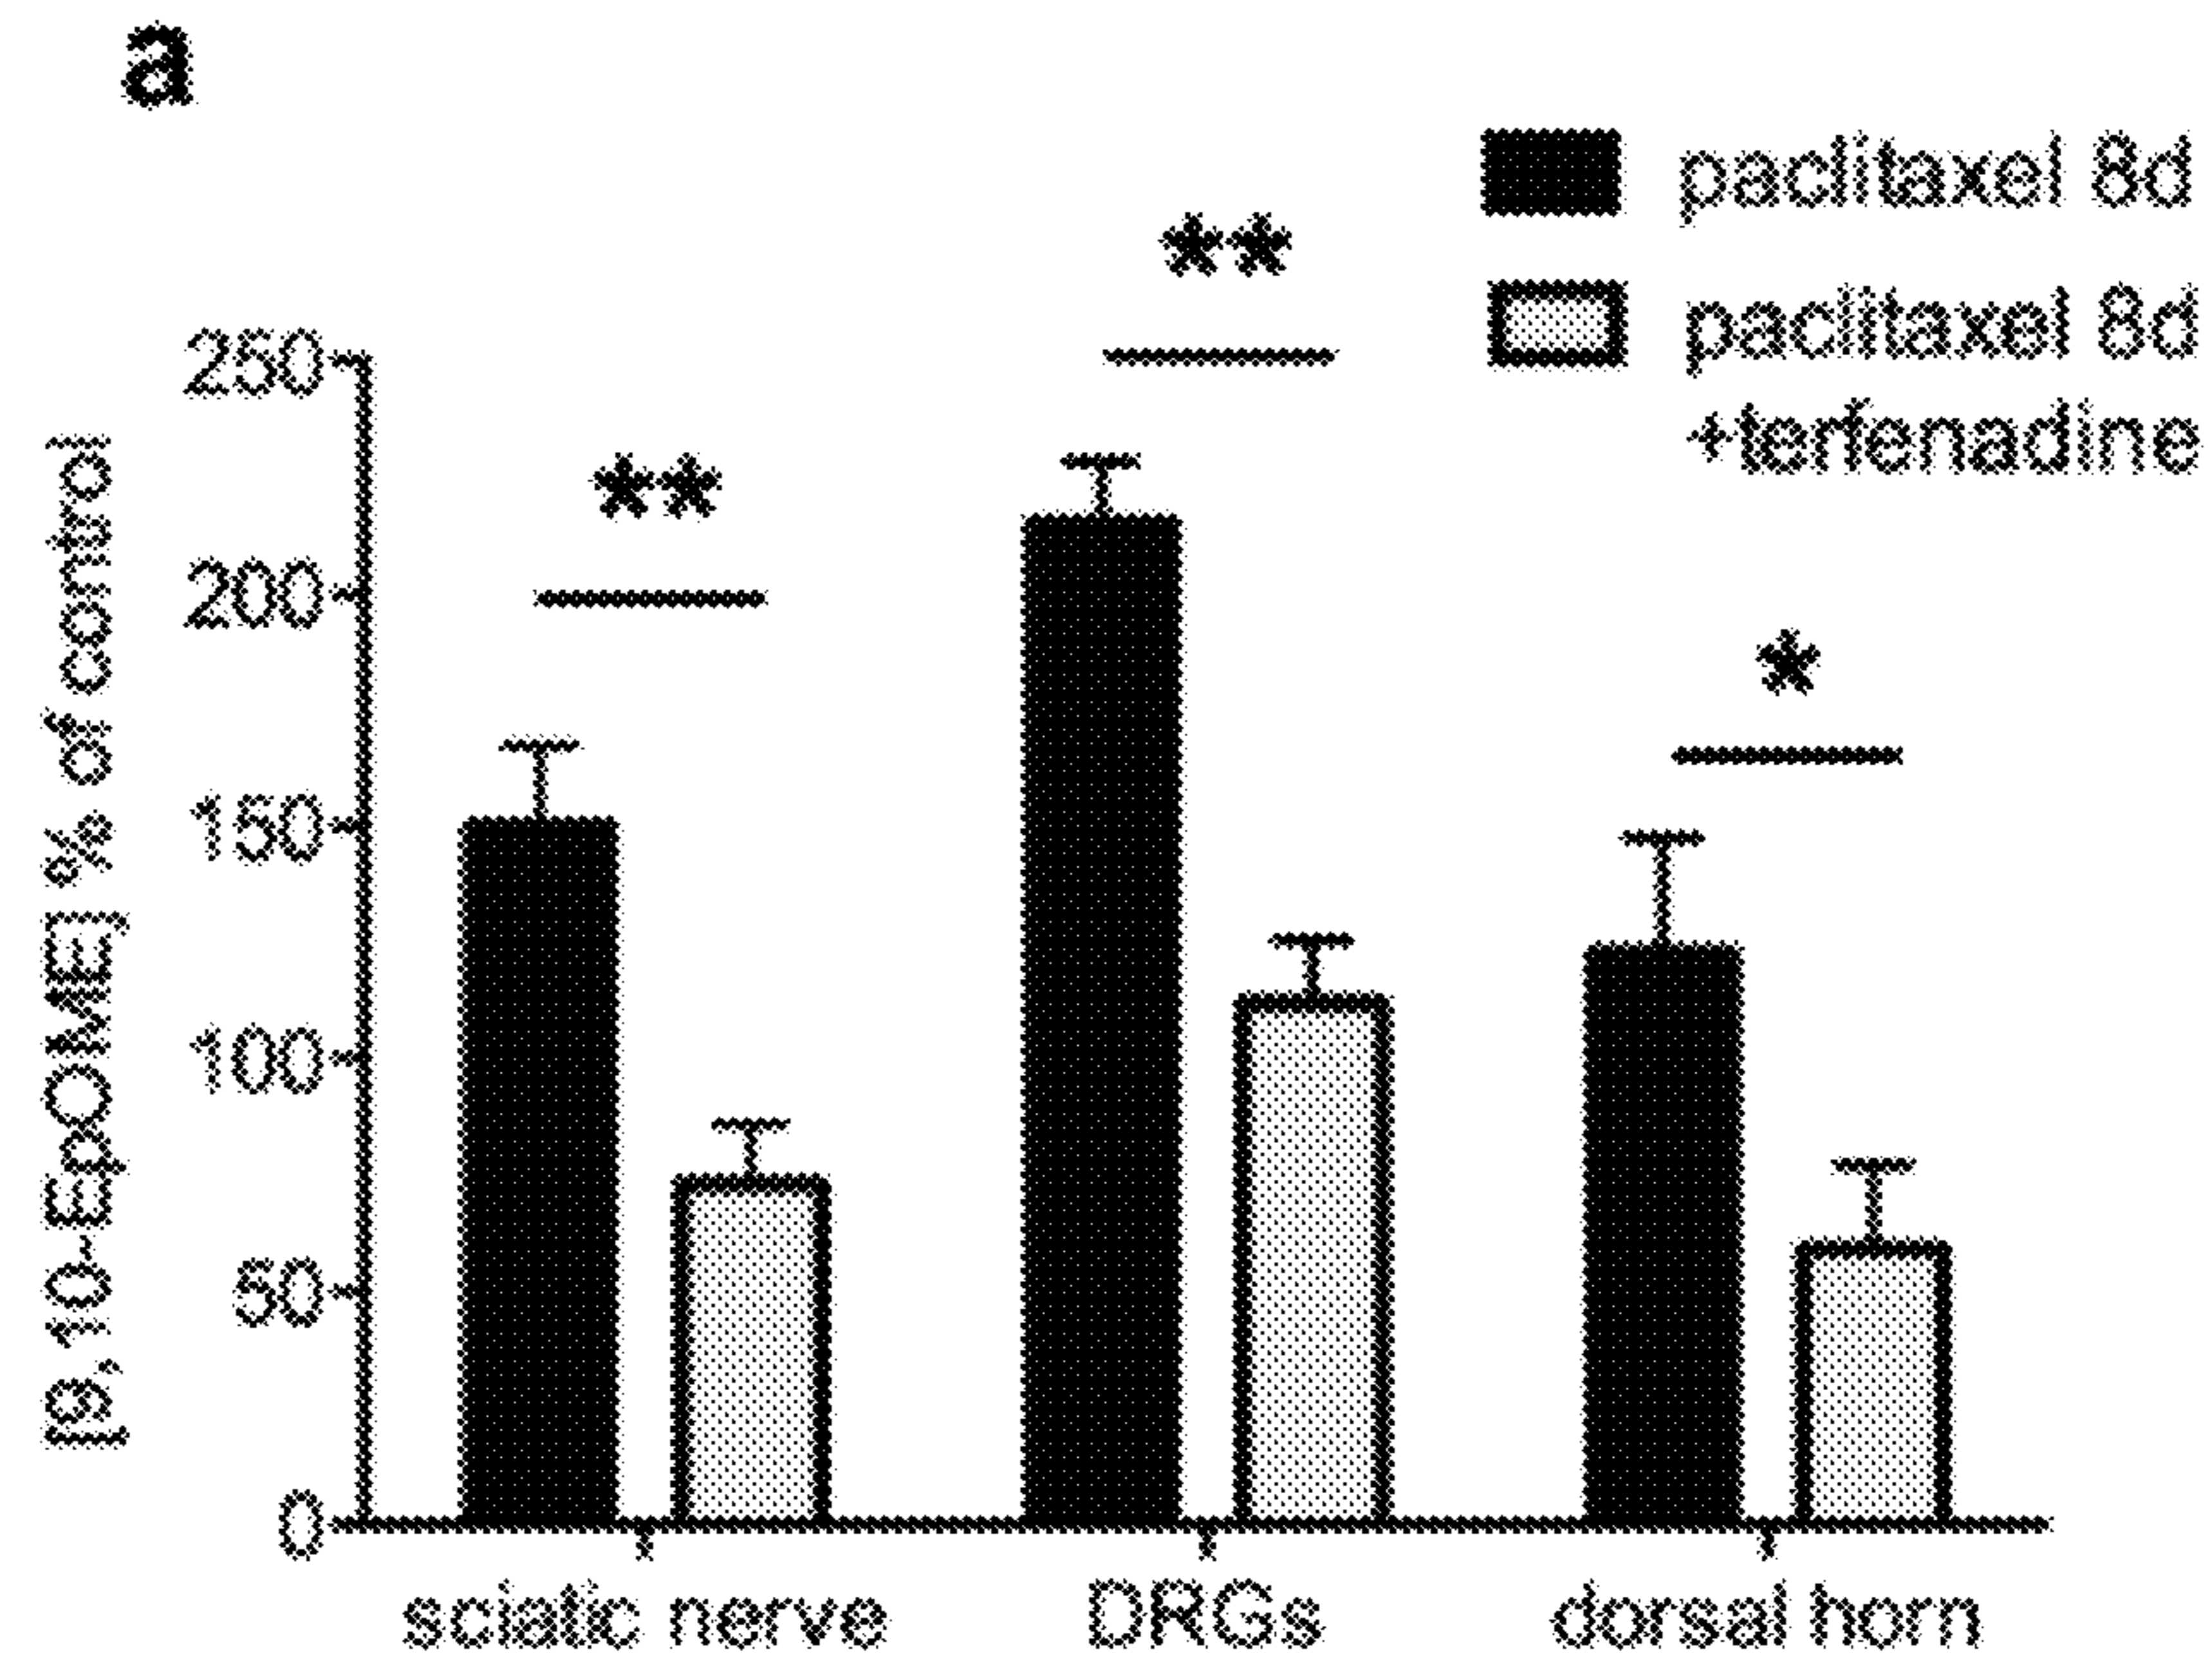 a
paclitaxel 8d
paclitaxel 8d
+terfenadine
**
**
*
250
200
150
100
50
0
[9,10-EpOME] % of control
sciatic nerve
DRGs
dorsal horn